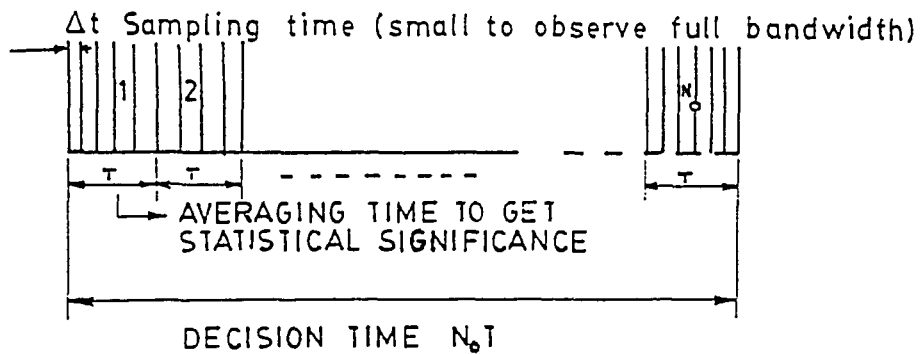 Δt Sampling time (small to observe full bandwidth)
1 2 N₀
T T T
AVERAGING TIME TO GET
STATISTICAL SIGNIFICANCE
DECISION TIME N₀T